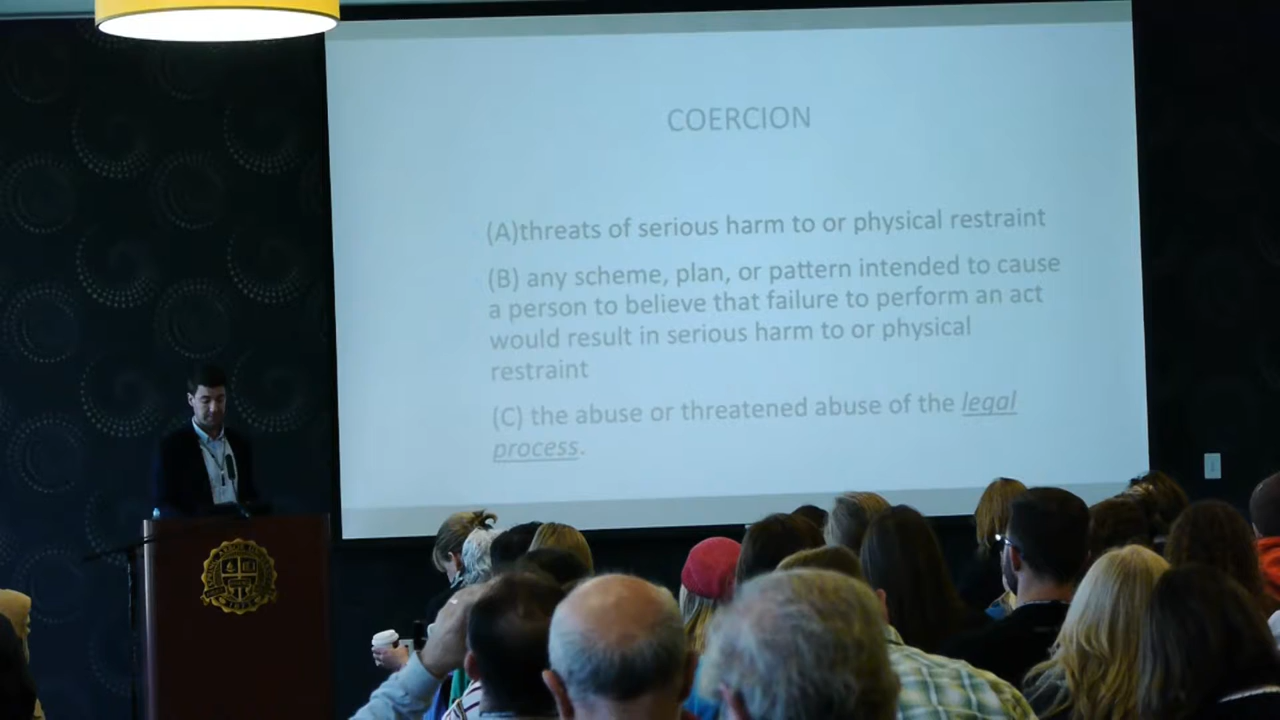 COERCION
(A)threats of serious harm to or physical restraint
(B) any scheme, plan, or pattern intended to cause
a person to believe that failure to perform an act
would result in serious harm to or physical
restraint
(C) the abuse or threatened abuse of the legal
process.